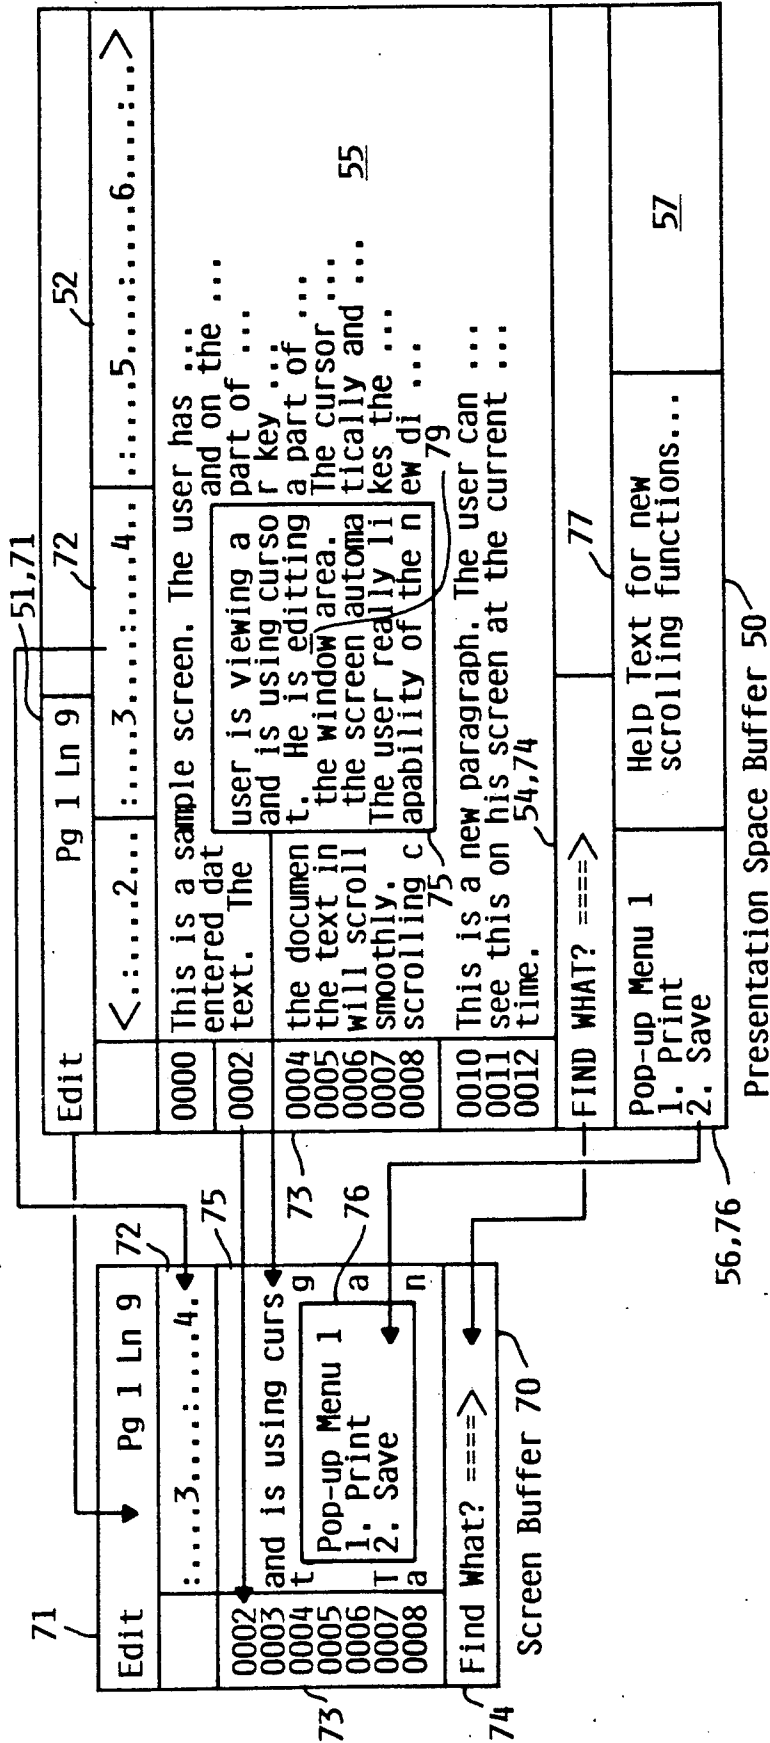 71
Edit Pg 1 Ln 9
72
:....3....:....4.
75
0002
0003 and is using curs
0004 t g
0005
0006 a
0007 T
0008 a n
Pop-up Menu 1
1. Print
2. Save
76
73
Find What? ====>
74
Screen Buffer 70
51,71
72
52
Edit Pg 1 Ln 9
<.:....2... :....3....:....4.. .:....5....:....6....:..>
0000 This is a sample screen. The user has ...
entered dat and on the ...
0002 text. The user is viewing a part of ...
and is using curso r key ...
0004 the documen t. He is editting a part of ...
0005 the text in the window area. The cursor ...
0006 will scroll the screen automa tically and ...
0007 smoothly. The user really li kes the ...
0008 scrolling c apability of the n ew di ...
55
73
75
79
0010 This is a new paragraph. The user can ...
0011 see this on his screen at the current ...
0012 time.
54,74
77
FIND WHAT? ====>
Pop-up Menu 1
1. Print
2. Save
Help Text for new
scrolling functions...
57
56,76
Presentation Space Buffer 50